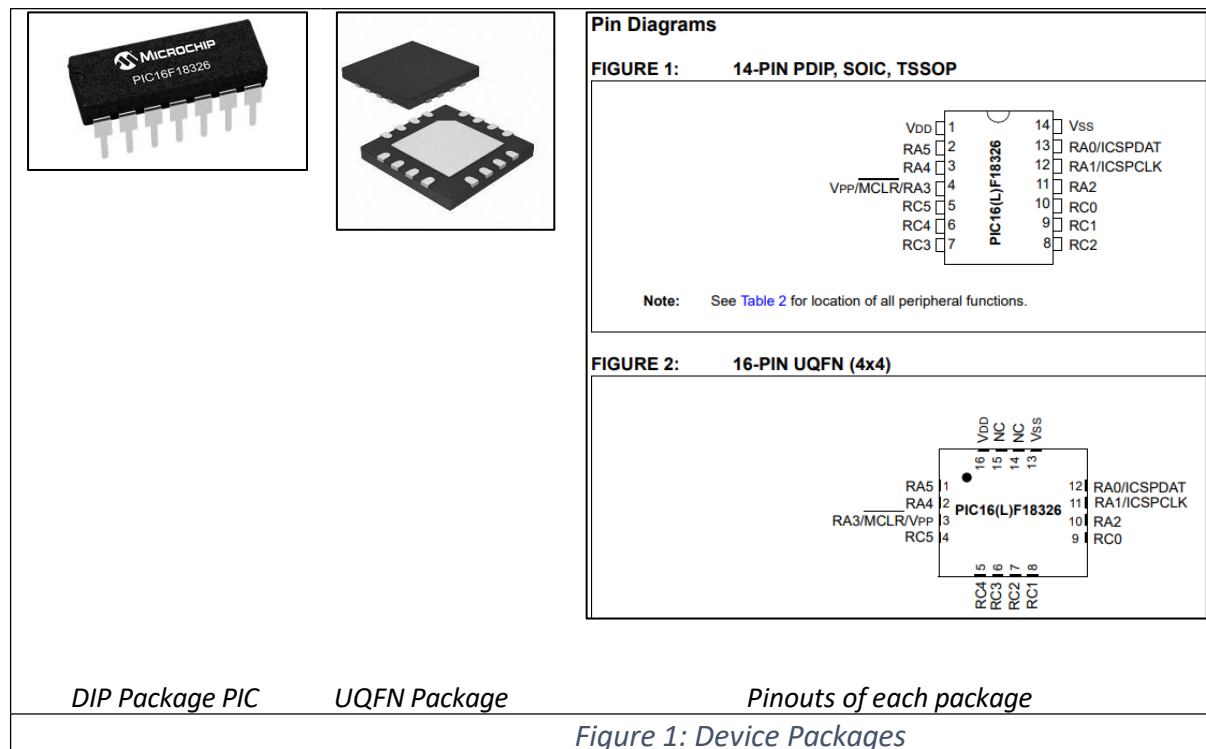 MICROCHIP
PIC16F18326
Pin Diagrams
FIGURE 1: 14-PIN PDIP, SOIC, TSSOP
VDD 1
RA5 2
RA4 3
VPP/MCLR/RA3 4
RC5 5
RC4 6
RC3 7
PIC16(L)F18326
14 VSS
13 RA0/ICSPDAT
12 RA1/ICSPCLK
11 RA2
10 RC0
9 RC1
8 RC2
Note: See Table 2 for location of all peripheral functions.
FIGURE 2: 16-PIN UQFN (4x4)
VDD NC NC VSS
16 15 14 13
RA5 1
RA4 2
RA3/MCLR/VPP 3
RC5 4
PIC16(L)F18326
12 RA0/ICSPDAT
11 RA1/ICSPCLK
10 RA2
9 RC0
5 6 7 8
RC4 RC3 RC2 RC1
DIP Package PIC UQFN Package Pinouts of each package
Figure 1: Device Packages